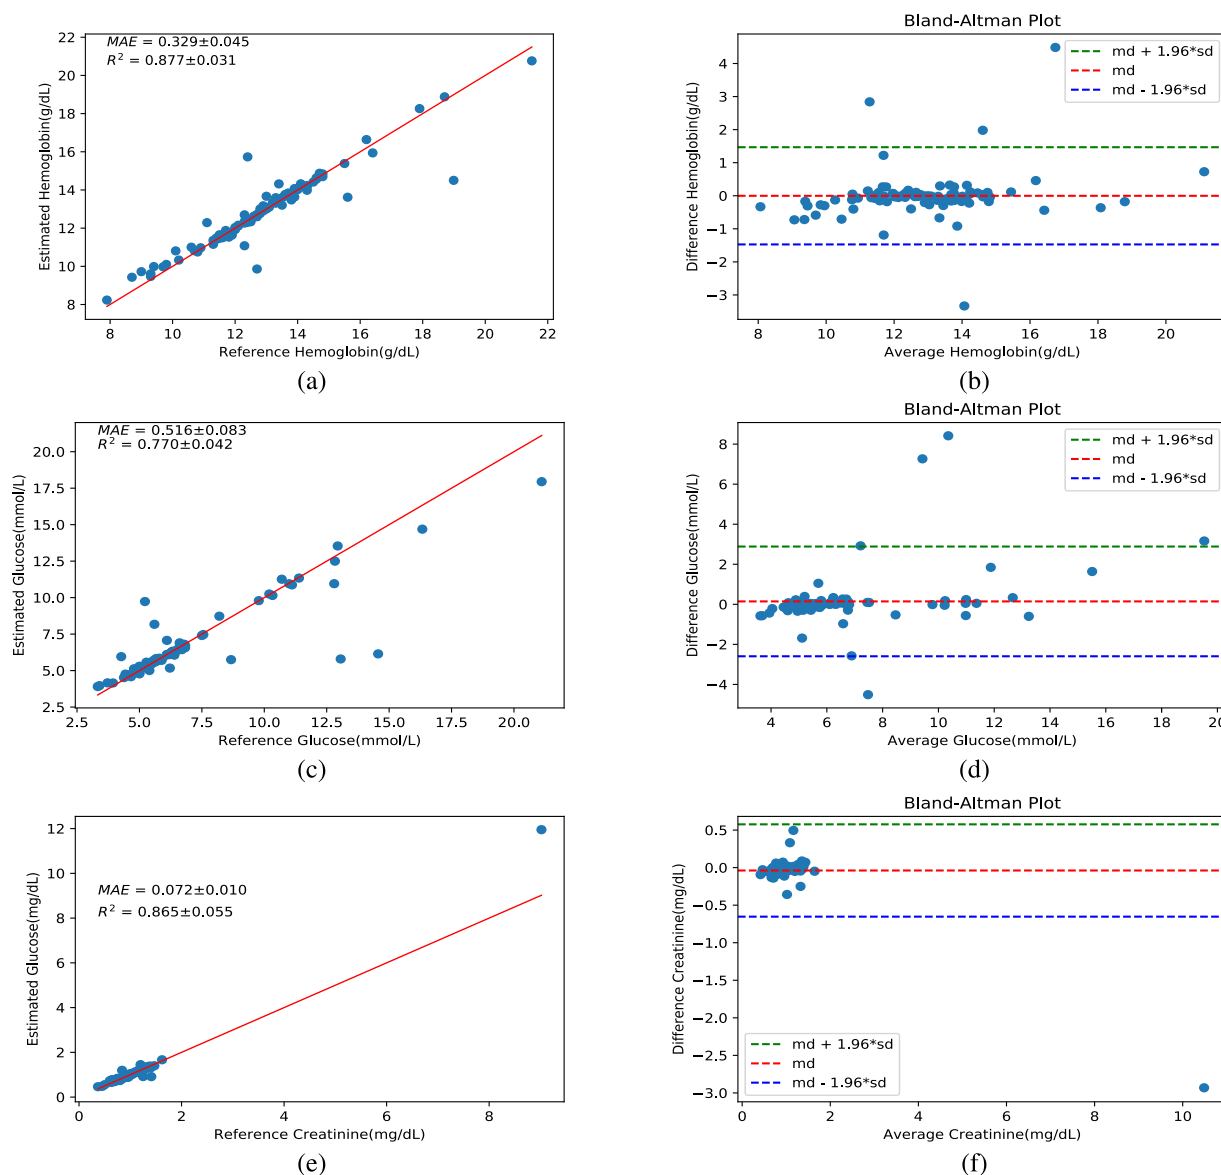 Bland-Altman Plot
MAE = 0.329±0.045
R² = 0.877±0.031
22
20
18
16
14
12
10
8
Estimated Hemoglobin(g/dL)
8 10 12 14 16 18 20 22
Reference Hemoglobin(g/dL)
(a)
md + 1.96*sd
md
md - 1.96*sd
4
3
2
1
0
−1
−2
−3
Difference Hemoglobin(g/dL)
8 10 12 14 16 18 20
Average Hemoglobin(g/dL)
(b)
MAE = 0.516±0.083
R² = 0.770±0.042
20.0
17.5
15.0
12.5
10.0
7.5
5.0
2.5
Estimated Glucose(mmol/L)
2.5 5.0 7.5 10.0 12.5 15.0 17.5 20.0
Reference Glucose(mmol/L)
(c)
Bland-Altman Plot
md + 1.96*sd
md
md - 1.96*sd
8
6
4
2
0
−2
−4
Difference Glucose(mmol/L)
4 6 8 10 12 14 16 18 20
Average Glucose(mmol/L)
(d)
12
10
8
6
4
2
0
MAE = 0.072±0.010
R² = 0.865±0.055
Estimated Glucose(mg/dL)
0 2 4 6 8
Reference Creatinine(mg/dL)
(e)
Bland-Altman Plot
0.5
0.0
−0.5
−1.0
−1.5
−2.0
−2.5
−3.0
Difference Creatinine(mg/dL)
md + 1.96*sd
md
md - 1.96*sd
0 2 4 6 8 10
Average Creatinine(mg/dL)
(f)